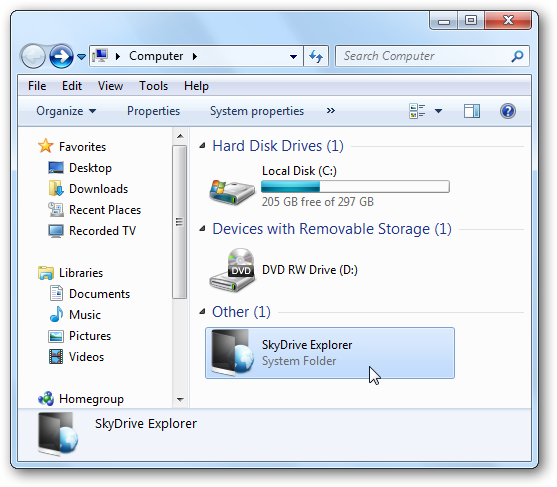 Computer
Search Computer
File Edit View Tools Help
Organize Properties System properties »
Favorites
Desktop
Downloads
Recent Places
Recorded TV
Libraries
Documents
Music
Pictures
Videos
Homegroup
Hard Disk Drives (1)
Local Disk (C:)
205 GB free of 297 GB
Devices with Removable Storage (1)
DVD
DVD RW Drive (D:)
Other (1)
SkyDrive Explorer
System Folder
SkyDrive Explorer